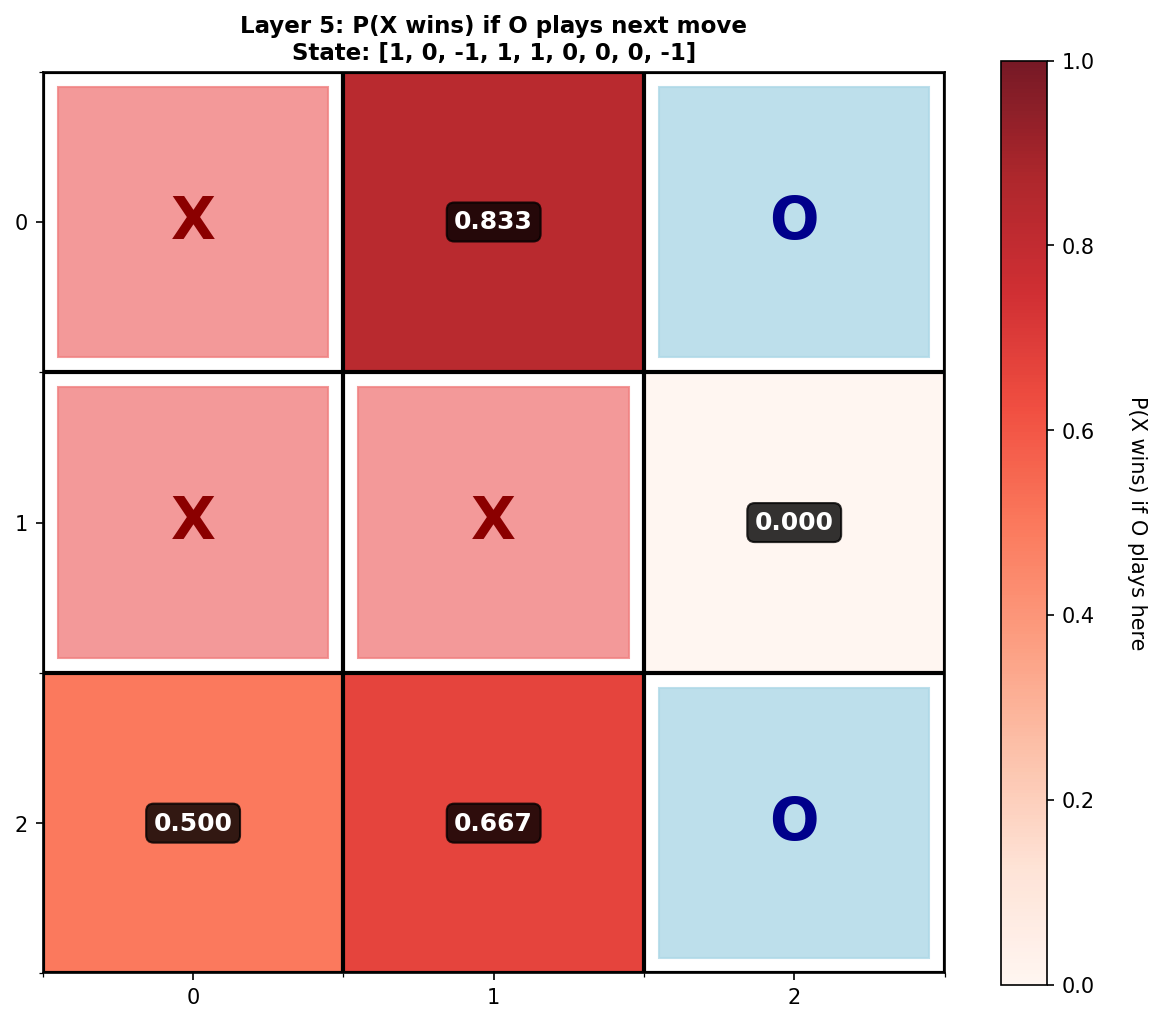 Layer 5: P(X wins) if O plays next move
State: [1, 0, -1, 1, 1, 0, 0, 0, -1]
0
X
0.833
O
1
X
X
0.000
2
0.500
0.667
O
0
1
2
1.0
0.8
0.6
0.4
0.2
0.0
P(X wins) if O plays here